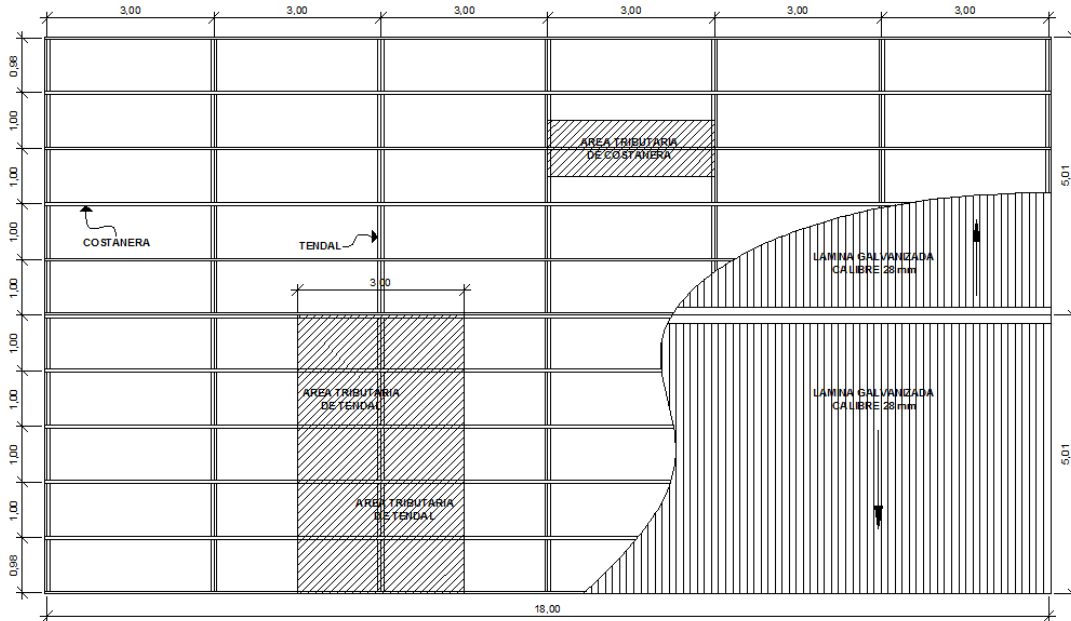 3,00 3,00 3,00 3,00 3,00 3,00
0,98
1,00
AREA TRIBUTARIA
DE COSTANERA
1,00
5,01
COSTANERA
TENDAL
1,00
LAMINA GALVANIZADA
CALIBRE 28 mm
1,00
3,00
1,00
AREA TRIBUTARIA
DE TENDAL
LAMINA GALVANIZADA
CALIBRE 28 mm
1,00
1,00
5,01
AREA TRIBUTARIA
DE TENDAL
1,00
0,98
18,00